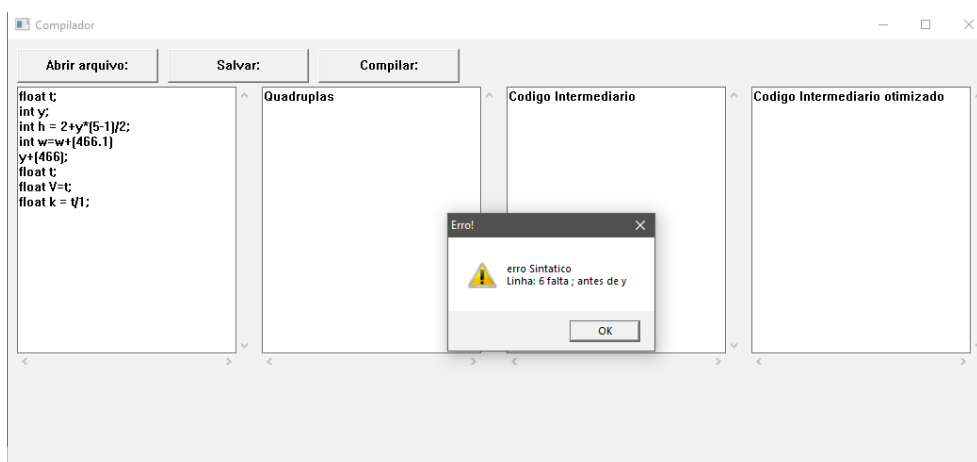 Compilador
Abrir arquivo:
Salvar:
Compilar:
float t;
int y;
int h = 2+y*(5-1)/2;
int w=w+(466.1)
y+(466);
float t;
float V=t;
float k = t/1;
Quadruplas
Codigo Intermediario
Codigo Intermediario otimizado
Erro!
erro Sintatico
Linha: 6 falta ; antes de y
OK